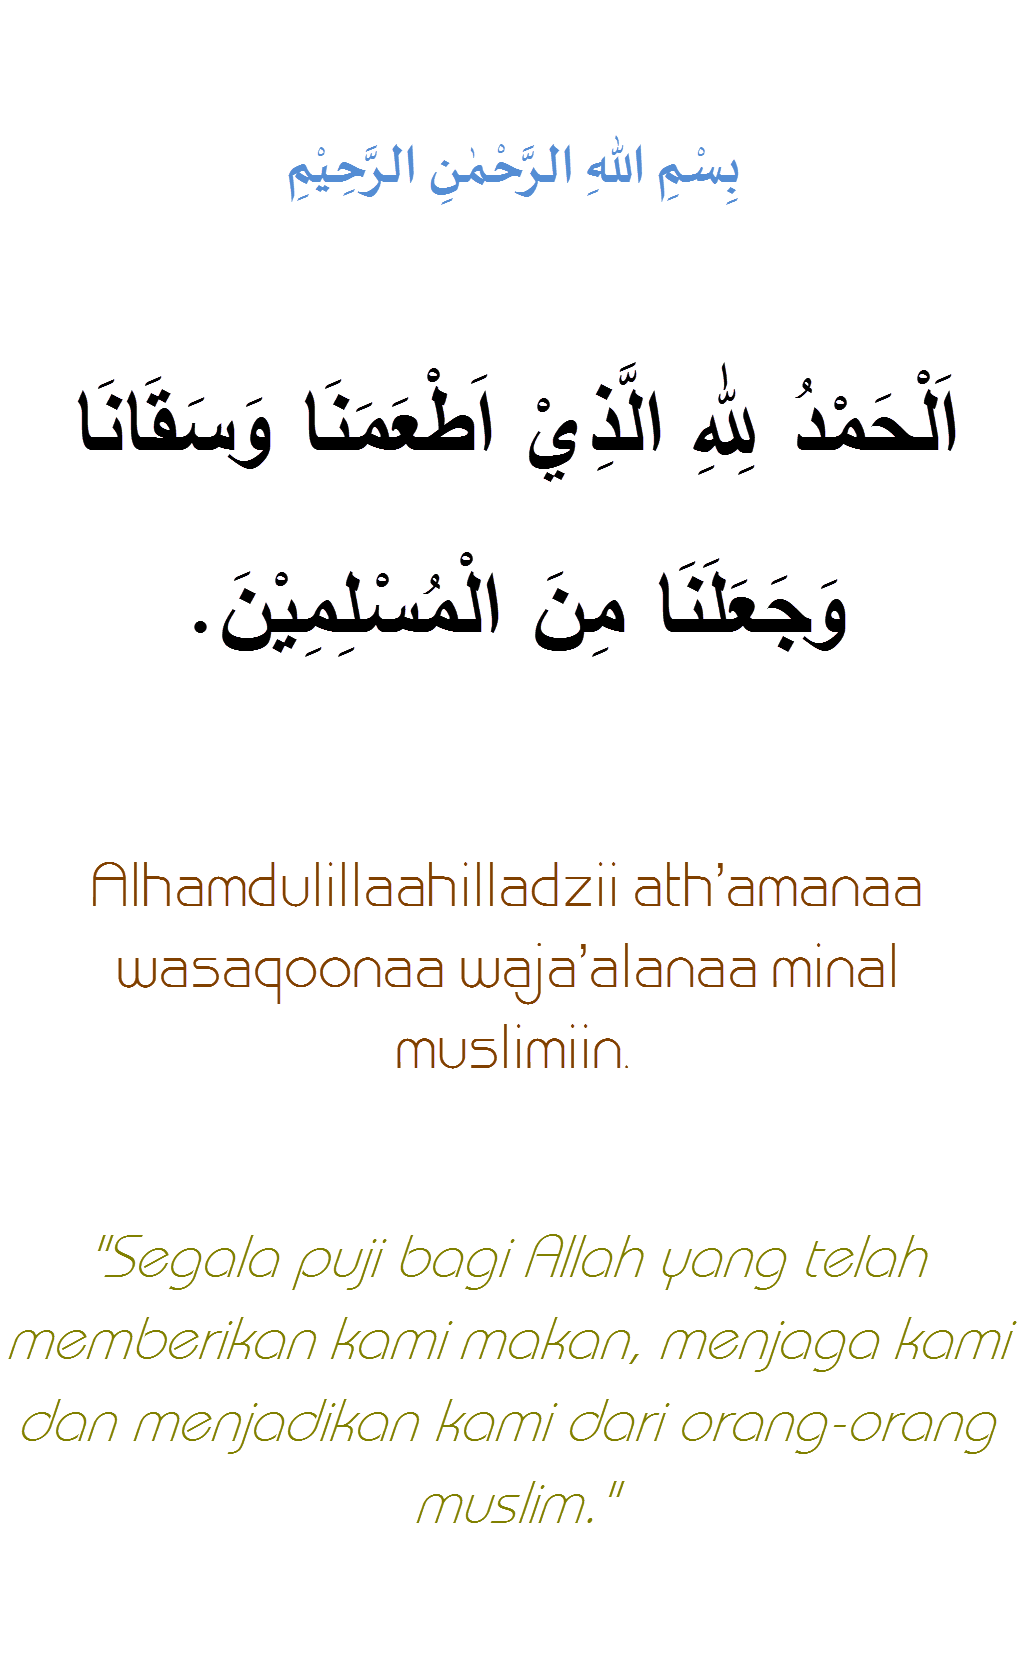 بِسْمِ اللهِ الرَّحْمٰنِ الرَّحِيْمِ
اَلْحَمْدُ لِلهِ الَّذِيْ اَطْعَمَنَا وَسَقَانَا
وَجَعَلَنَا مِنَ الْمُسْلِمِيْنَ.
Alhamdulillaahilladzii ath’amanaa
wasaqoonaa waja’alanaa minal
muslimiin.
"Segala puji bagi Allah yang telah
memberikan kami makan, menjaga kami
dan menjadikan kami dari orang-orang
muslim."